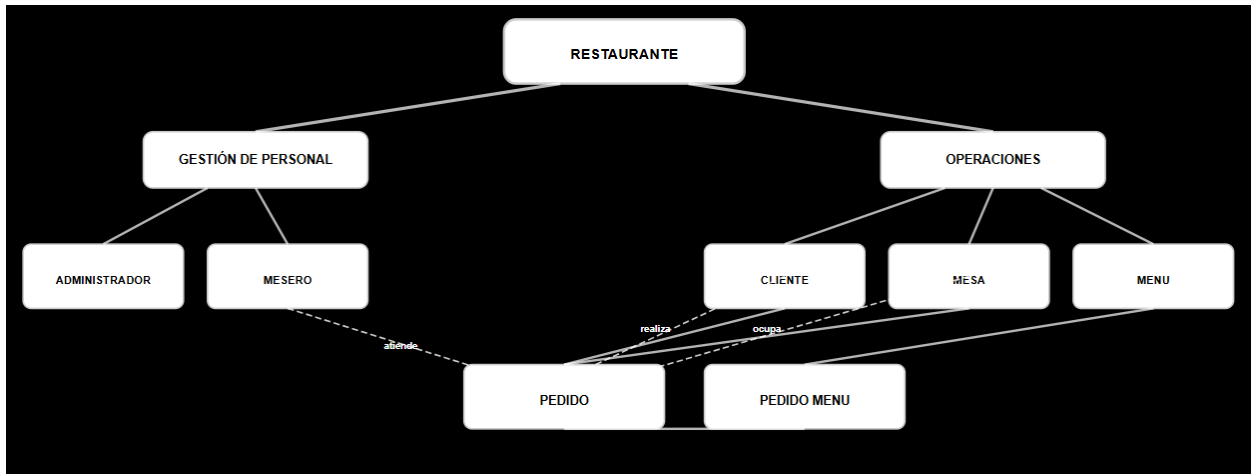 RESTAURANTE
GESTIÓN DE PERSONAL
OPERACIONES
ADMINISTRADOR
MESERO
CLIENTE
MESA
MENU
realiza
ocupa
atiende
PEDIDO
PEDIDO MENU